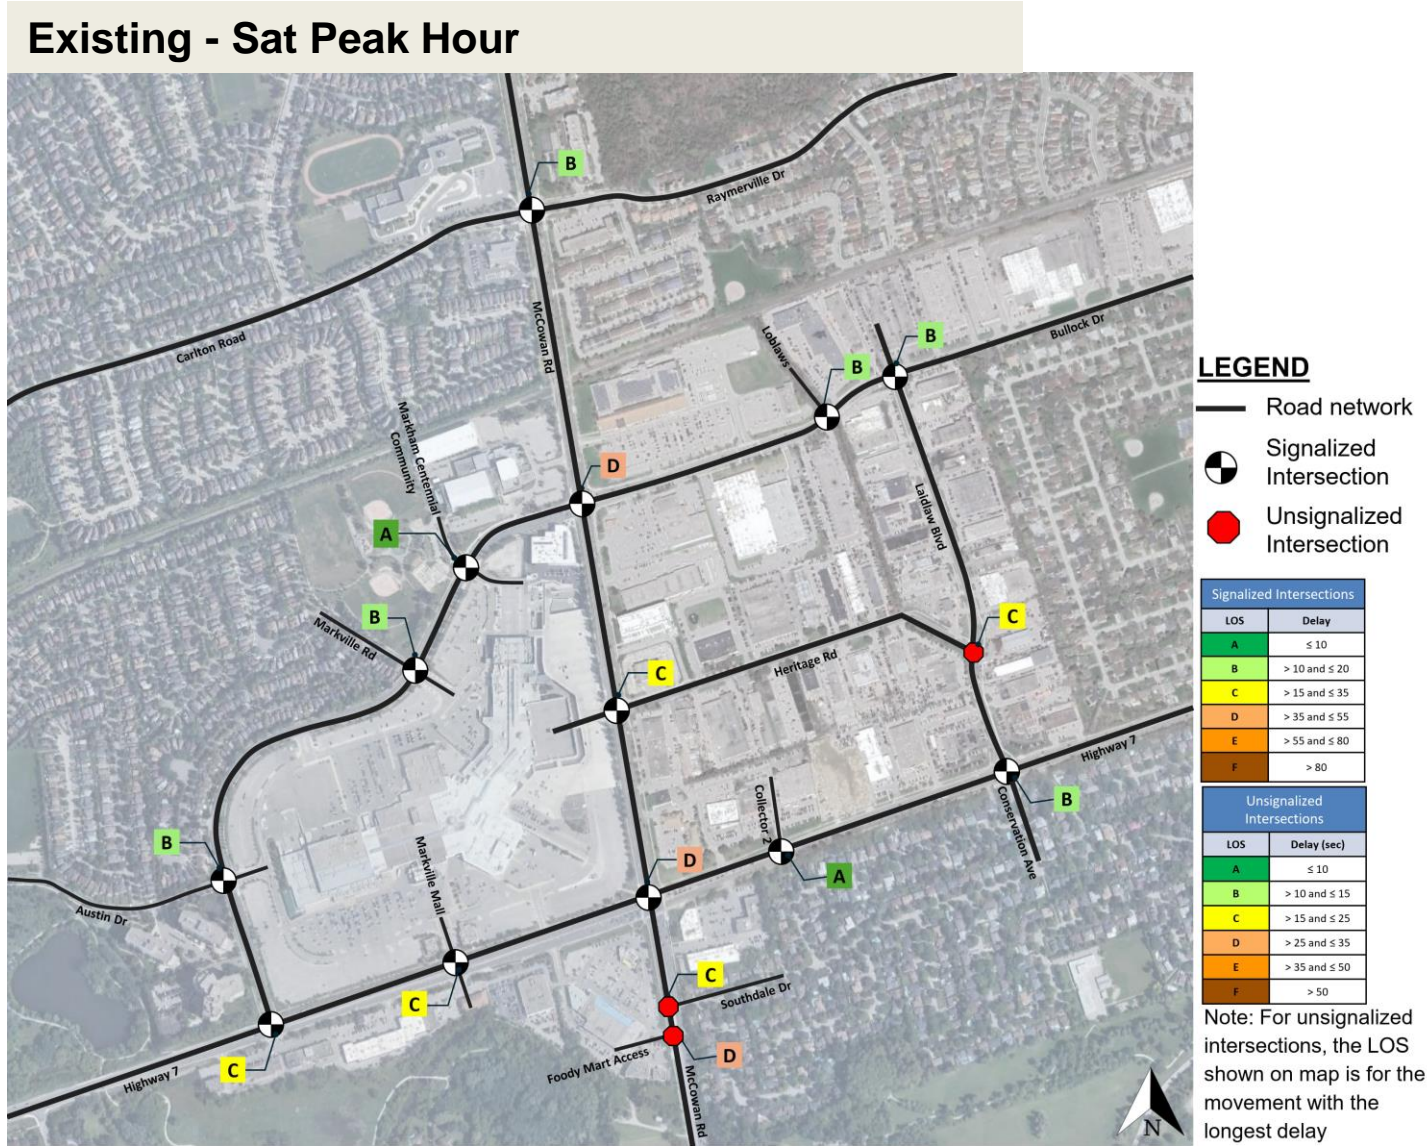 Existing - Sat Peak Hour
B
Raymerville Dr
McCowan Rd
Carlton Road
Loblaws
B
B
Bullock Dr
Markham Centennial
Community
D
A
Laidlaw Blvd
B
Markville Rd
C
C
Heritage Rd
Highway 7
B
Collector 2
Conservation Ave
B
D
A
Markville Mall
Austin Dr
C
C
Southdale Dr
D
Foody Mart Access
C
Highway 7
McCowan Rd
N
LEGEND
Road network
Signalized
Intersection
Unsignalized
Intersection
Signalized Intersections
LOS Delay
A ≤ 10
B > 10 and ≤ 20
C > 15 and ≤ 35
D > 35 and ≤ 55
E > 55 and ≤ 80
F > 80
Unsignalized
Intersections
LOS Delay (sec)
A ≤ 10
B > 10 and ≤ 15
C > 15 and ≤ 25
D > 25 and ≤ 35
E > 35 and ≤ 50
F > 50
Note: For unsignalized
intersections, the LOS
shown on map is for the
movement with the
longest delay